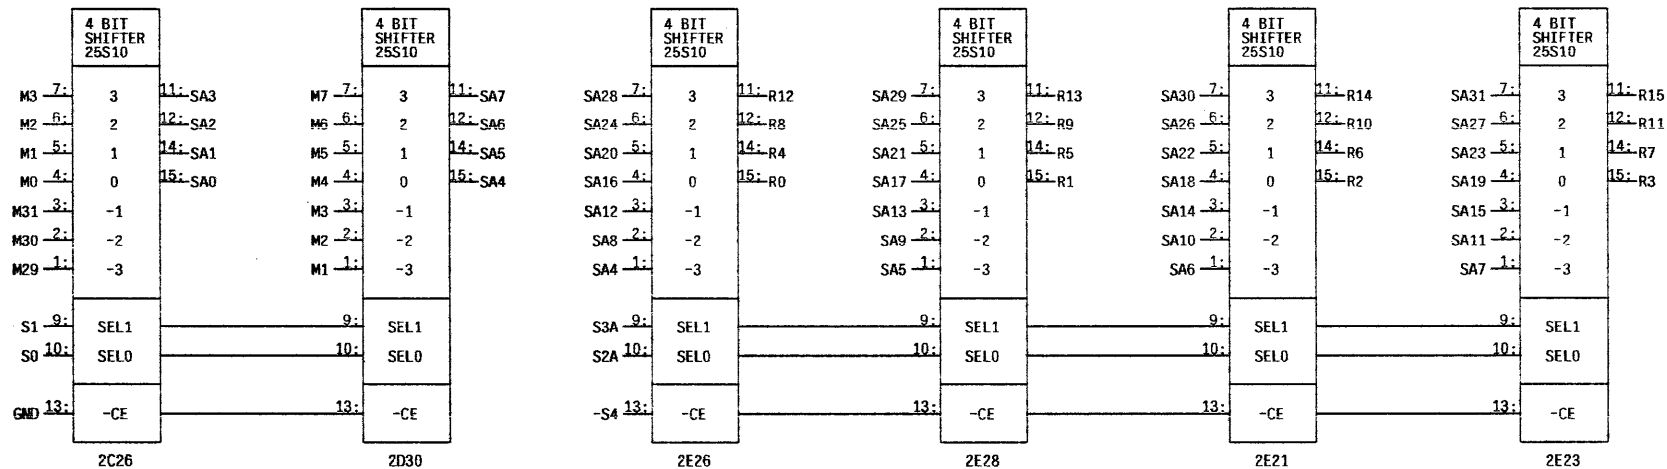 4 BIT 4 BIT 4 BIT 4 BIT 4 BIT 4 BIT
SHIFTER SHIFTER SHIFTER SHIFTER SHIFTER SHIFTER
25S10 25S10 25S10 25S10 25S10 25S10
M3 7: 3 11: SA3 M7 7: 3 11: SA7 SA28 7: 3 11: R12 SA29 7: 3 11: R13 SA30 7: 3 11: R14 SA31 7: 3 11: R15
M2 6: 2 12: SA2 M6 6: 2 12: SA6 SA24 6: 2 12: R8 SA25 6: 2 12: R9 SA26 6: 2 12: R10 SA27 6: 2 12: R11
M1 5: 1 14: SA1 M5 5: 1 14: SA5 SA20 5: 1 14: R4 SA21 5: 1 14: R5 SA22 5: 1 14: R6 SA23 5: 1 14: R7
M0 4: 0 15: SA0 M4 4: 0 15: SA4 SA16 4: 0 15: R0 SA17 4: 0 15: R1 SA18 4: 0 15: R2 SA19 4: 0 15: R3
M31 3: -1 M3 3: -1 SA12 3: -1 SA13 3: -1 SA14 3: -1 SA15 3: -1
M30 2: -2 M2 2: -2 SA8 2: -2 SA9 2: -2 SA10 2: -2 SA11 2: -2
M29 1: -3 M1 1: -3 SA4 1: -3 SA5 1: -3 SA6 1: -3 SA7 1: -3
S1 9: SEL1 9: SEL1 S3A 9: SEL1 9: SEL1 9: SEL1 9: SEL1
S0 10: SEL0 10: SEL0 S2A 10: SEL0 10: SEL0 10: SEL0 10: SEL0
GND 13: -CE 13: -CE -S4 13: -CE 13: -CE 13: -CE 13: -CE
2C26 2D30 2E26 2E28 2E21 2E23